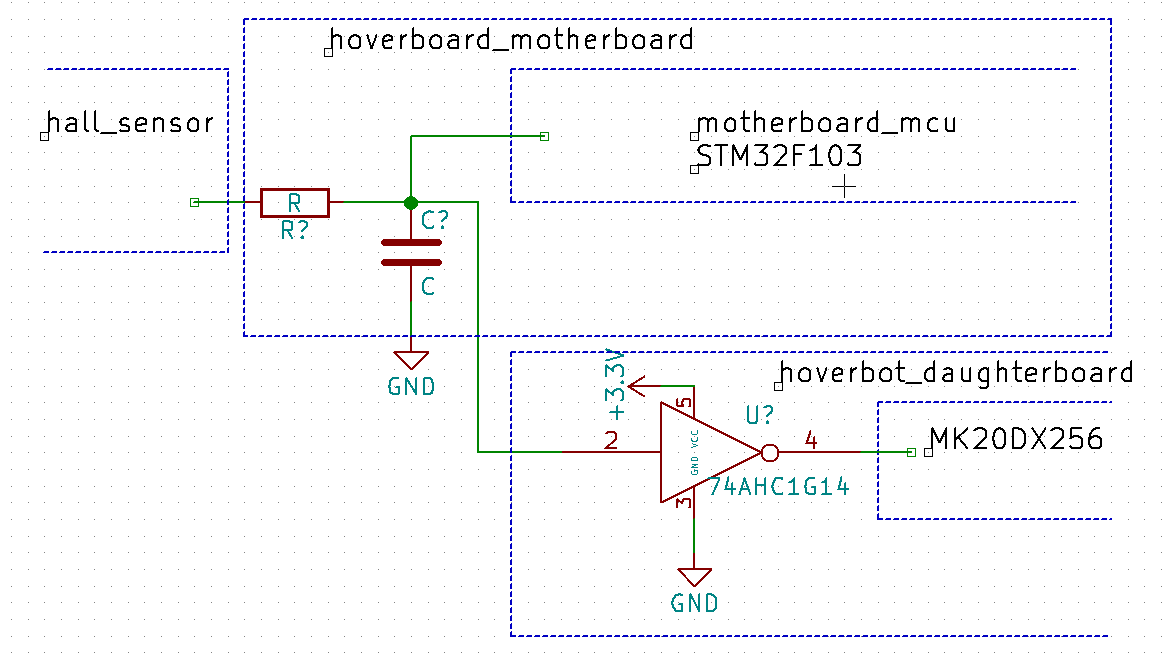 hoverboard_motherboard
hall_sensor
motherboard_mcu
STM32F103
R
R?
C?
C
GND
+3.3V
hoverbot_daughterboard
5
U?
2
GND VCC
4
MK20DX256
74AHC1G14
3
GND